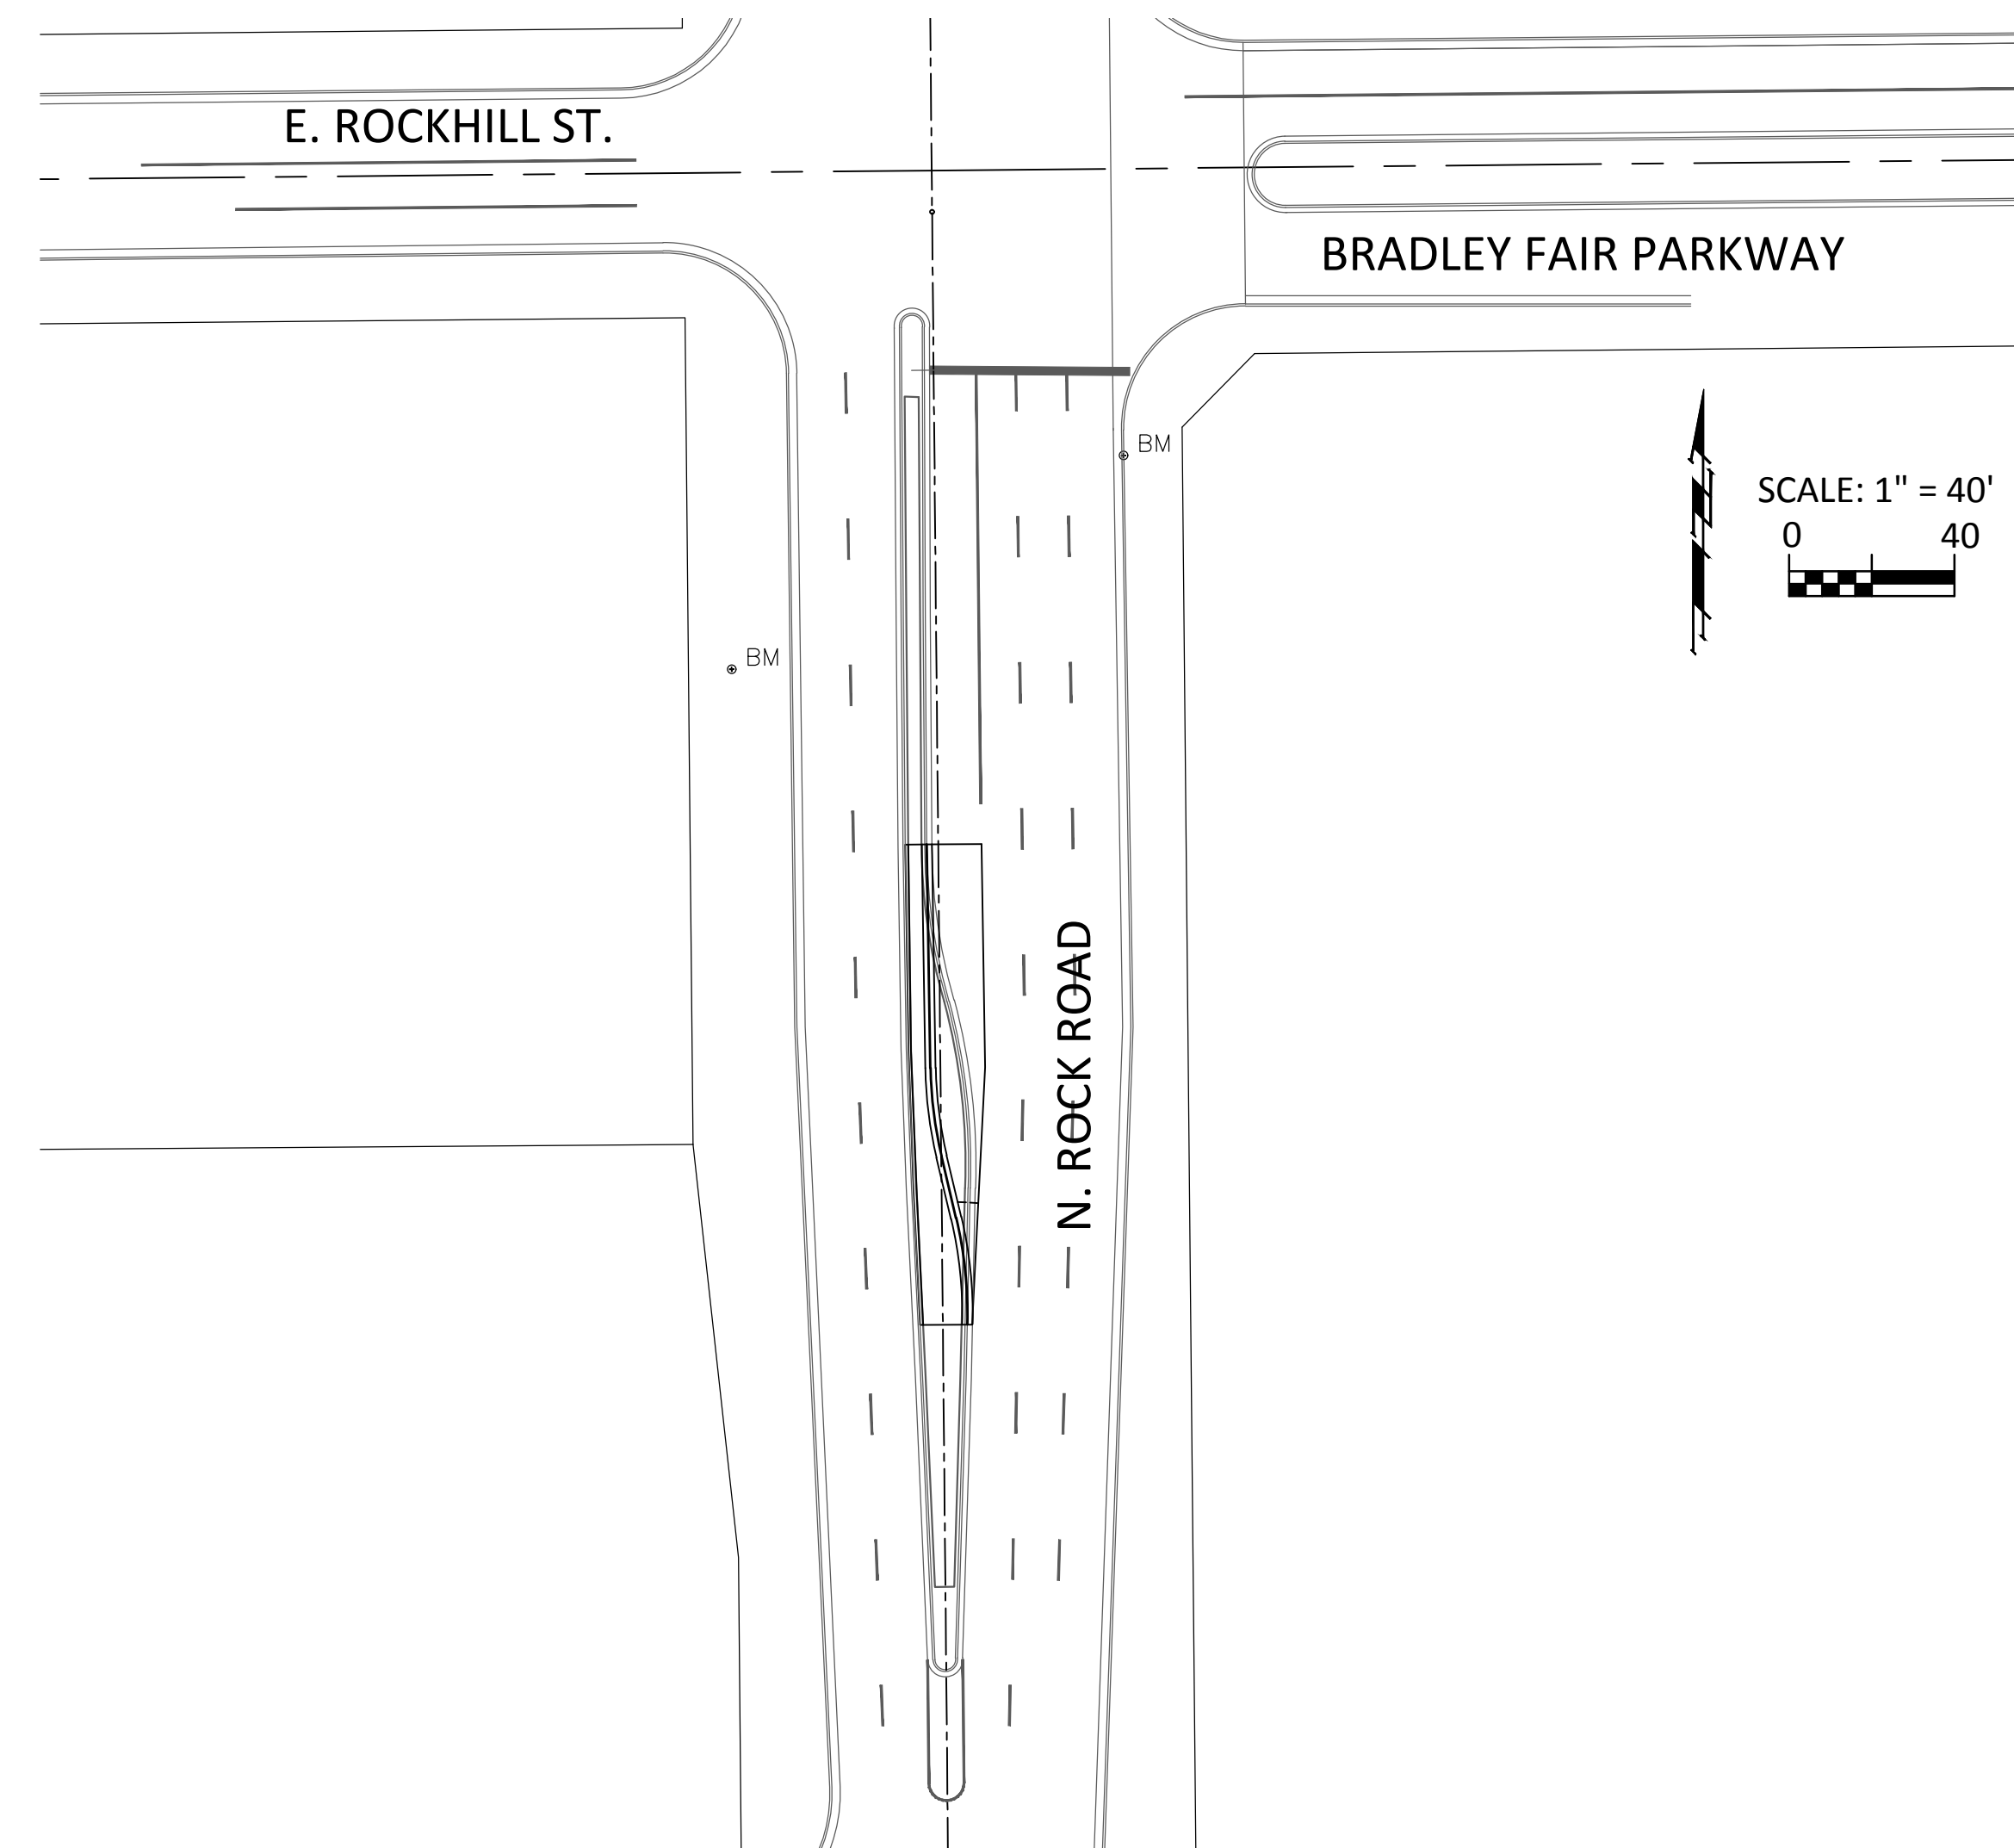 E. ROCKHILL ST.
BRADLEY FAIR PARKWAY
BM
SCALE: 1" = 40'
0 40
BM
N. ROCK ROAD